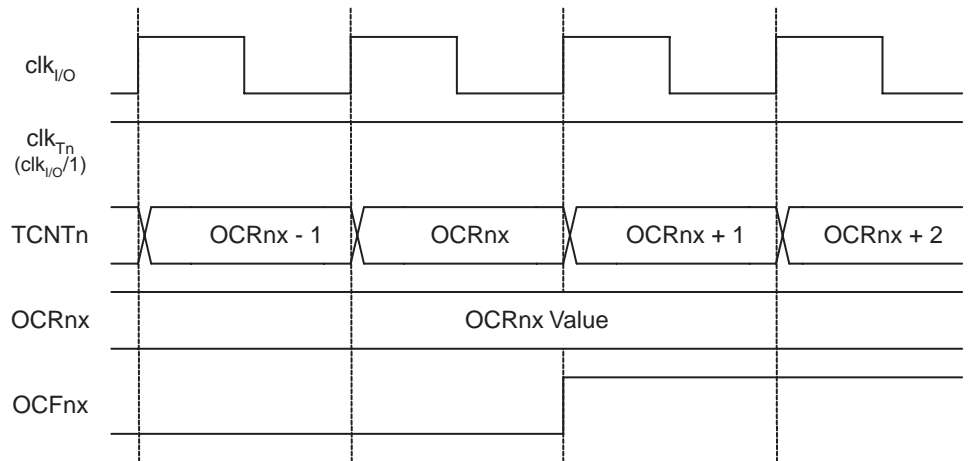 clkI/O
clkTn
(clkI/O/1)
TCNTn
OCRnx - 1
OCRnx
OCRnx + 1
OCRnx + 2
OCRnx
OCRnx Value
OCFnx